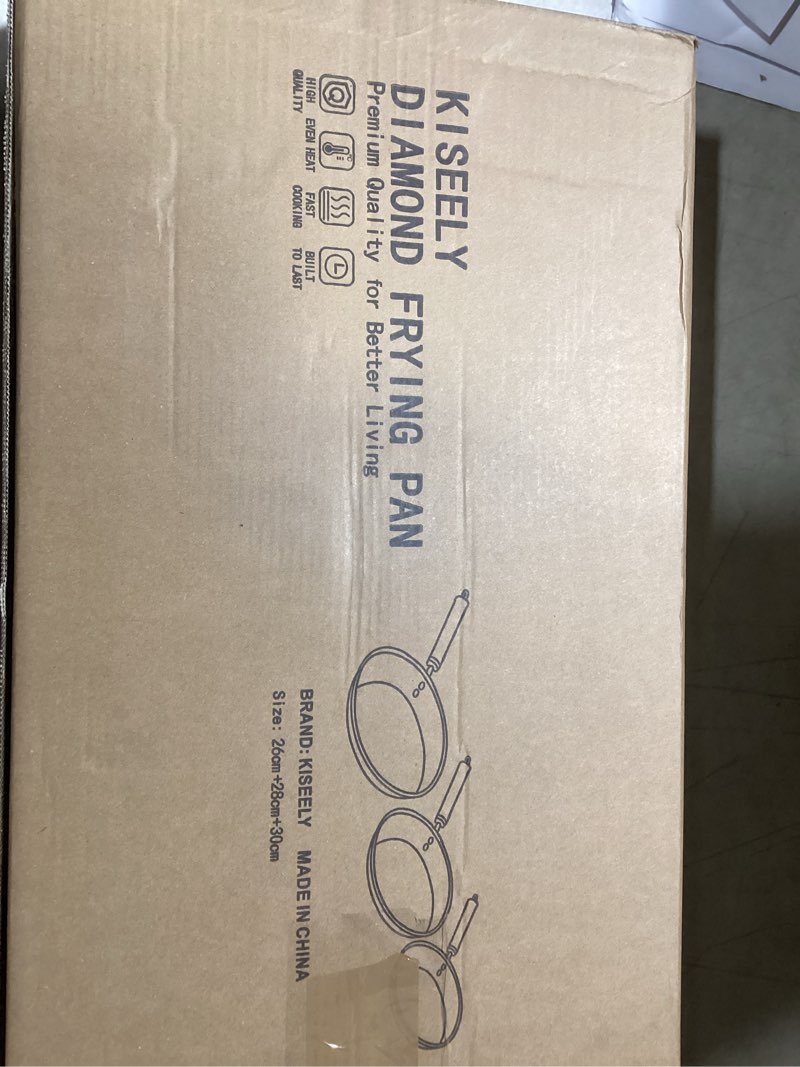 KISEELY
DIAMOND FRYING PAN
Premium Quality for Better Living
HIGH QUALITY
EVEN HEAT
FAST COOKING
BUILT TO LAST
BRAND: KISEELY MADE IN CHINA
Size: 26cm+28cm+30cm